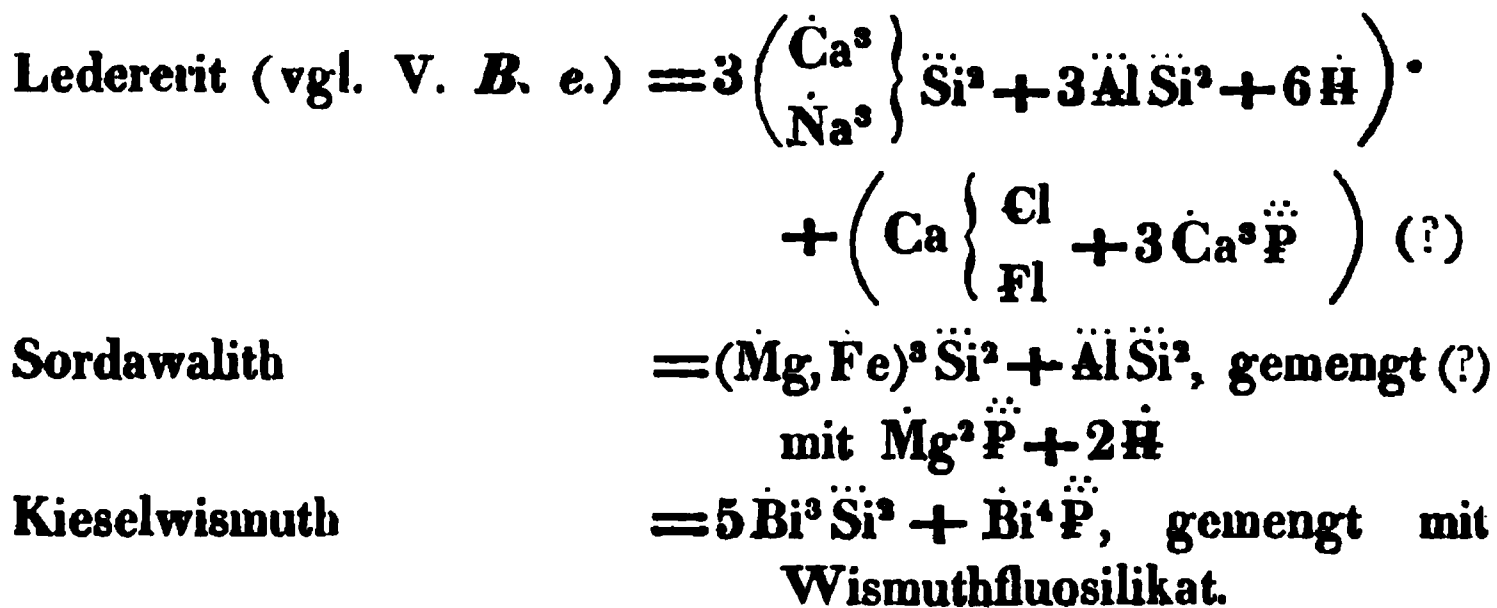 Ledererit (vgl. V. B. e.) = 3 ( Ċa³ / Ṅa³ } S⃛i² + 3 A⃛l S⃛i² + 6 Ḣ ) •
+ ( Ca { Cl / Fl + 3 Ċa³ P⃛̈ ) (?)
Sordawalith = (Ṁg, Ḟe)³ S⃛i² + A⃛l S⃛i², gemengt (?)
mit Ṁg² P⃛̈ + 2 Ḣ
Kieselwismuth = 5 Ḃi³ S⃛i² + Ḃi⁴ P⃛̈, gemengt mit
Wismuthfluosilikat.